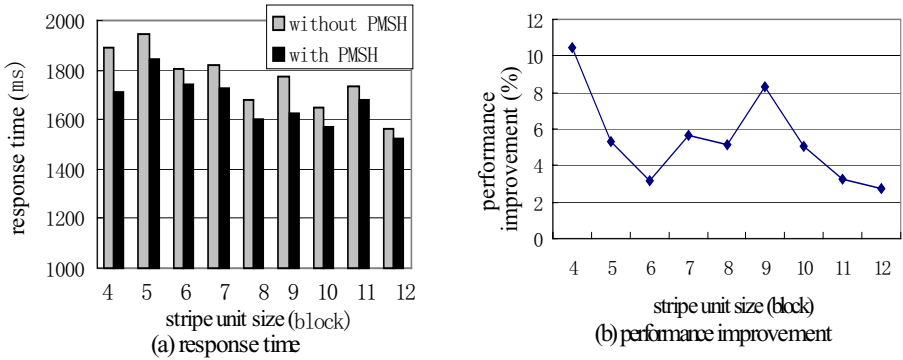 without PMSH
with PMSH
response time (ms)
2000
1800
1600
1400
1200
1000
4 5 6 7 8 9 10 11 12
stripe unit size (block)
(a) response time
performance
improvement (%)
12
10
8
6
4
2
0
4 5 6 7 8 9 10 11 12
stripe unit size (block)
(b) performance improvement